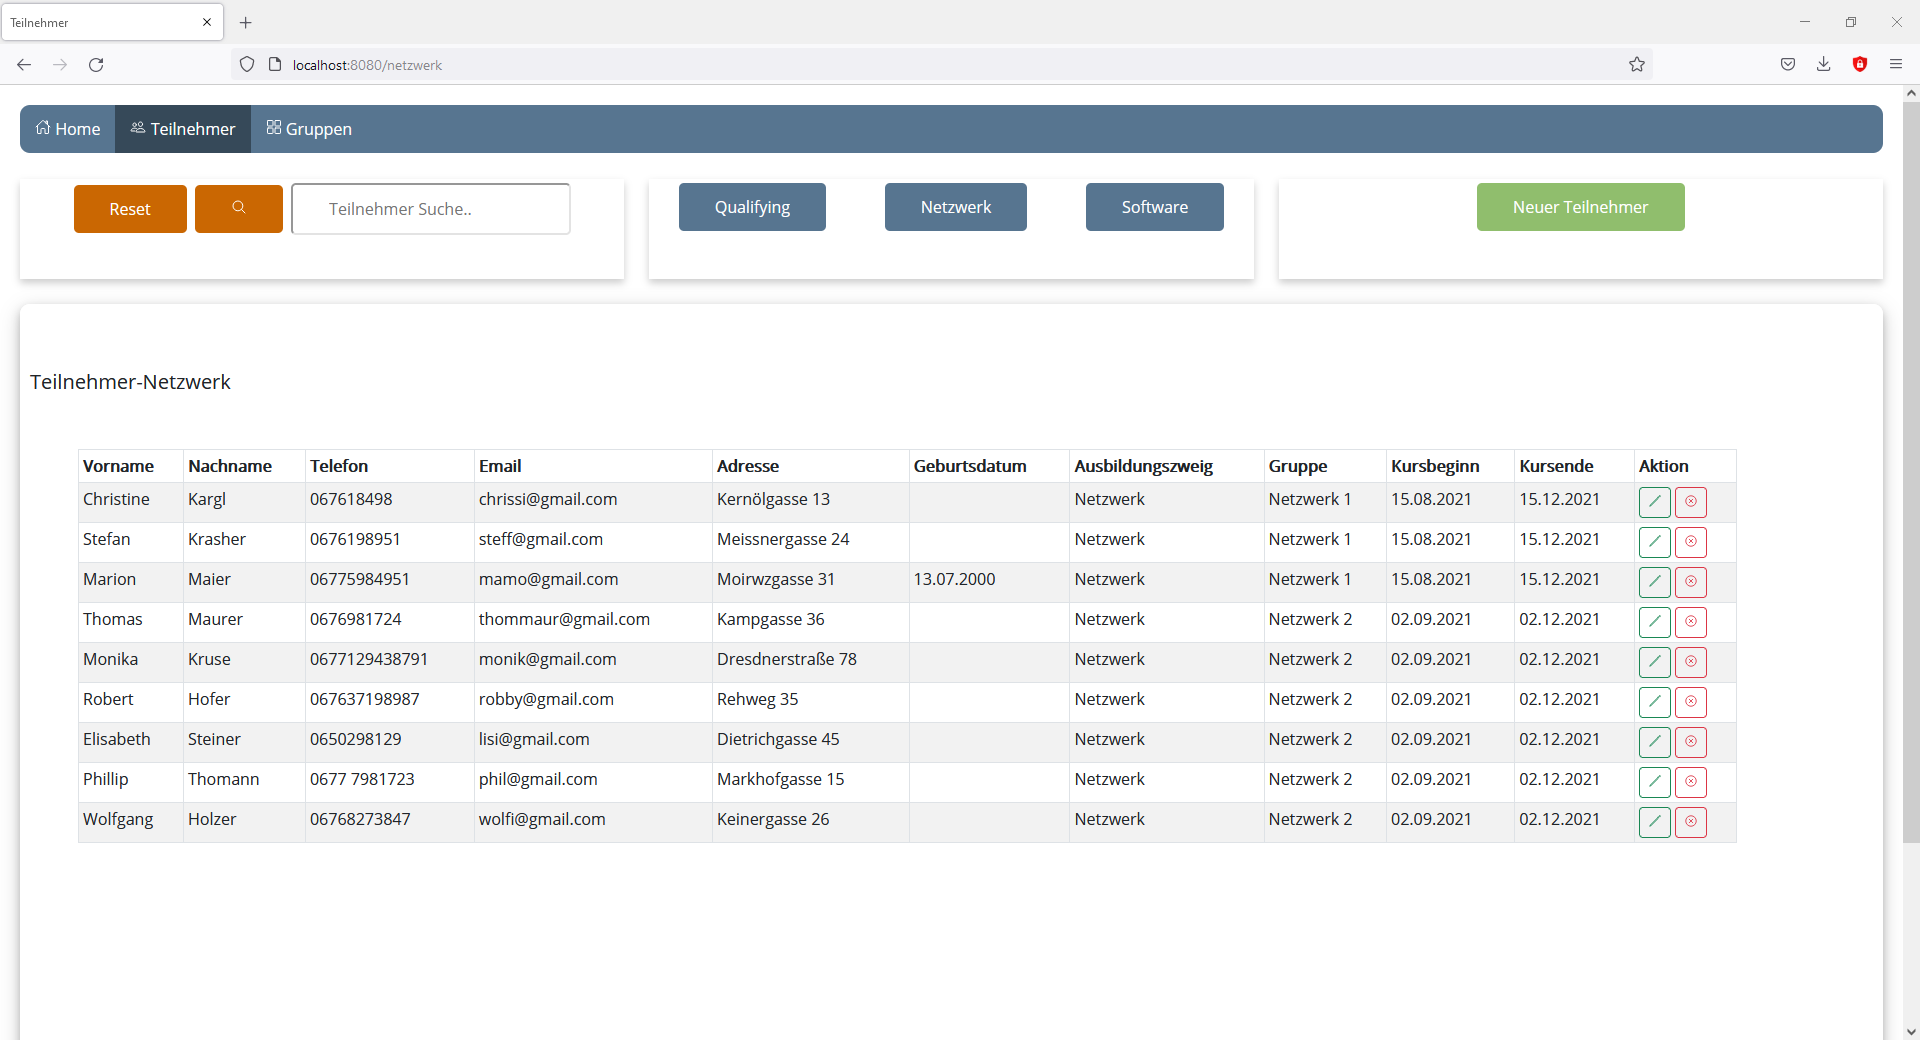 Teilnehmer
localhost:8080/netzwerk
Home Teilnehmer Gruppen
Reset Teilnehmer Suche.. Qualifying Netzwerk Software Neuer Teilnehmer
Teilnehmer-Netzwerk
Vorname Nachname Telefon Email Adresse Geburtsdatum Ausbildungszweig Gruppe Kursbeginn Kursende Aktion
Christine Kargl 067618498 chrissi@gmail.com Kernölgasse 13 Netzwerk Netzwerk 1 15.08.2021 15.12.2021
Stefan Krasher 0676198951 steff@gmail.com Meissnergasse 24 Netzwerk Netzwerk 1 15.08.2021 15.12.2021
Marion Maier 06775984951 mamo@gmail.com Moirwzgasse 31 13.07.2000 Netzwerk Netzwerk 1 15.08.2021 15.12.2021
Thomas Maurer 0676981724 thommaur@gmail.com Kampgasse 36 Netzwerk Netzwerk 2 02.09.2021 02.12.2021
Monika Kruse 0677129438791 monik@gmail.com Dresdnerstraße 78 Netzwerk Netzwerk 2 02.09.2021 02.12.2021
Robert Hofer 067637198987 robby@gmail.com Rehweg 35 Netzwerk Netzwerk 2 02.09.2021 02.12.2021
Elisabeth Steiner 0650298129 lisi@gmail.com Dietrichgasse 45 Netzwerk Netzwerk 2 02.09.2021 02.12.2021
Phillip Thomann 0677 7981723 phil@gmail.com Markhofgasse 15 Netzwerk Netzwerk 2 02.09.2021 02.12.2021
Wolfgang Holzer 06768273847 wolfi@gmail.com Keinergasse 26 Netzwerk Netzwerk 2 02.09.2021 02.12.2021